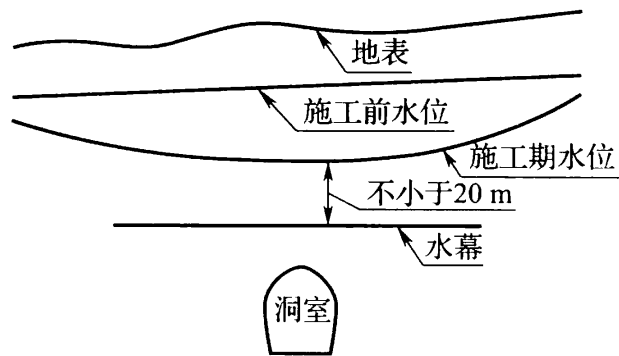 地表
施工前水位
施工期水位
不小于20 m
水幕
洞室